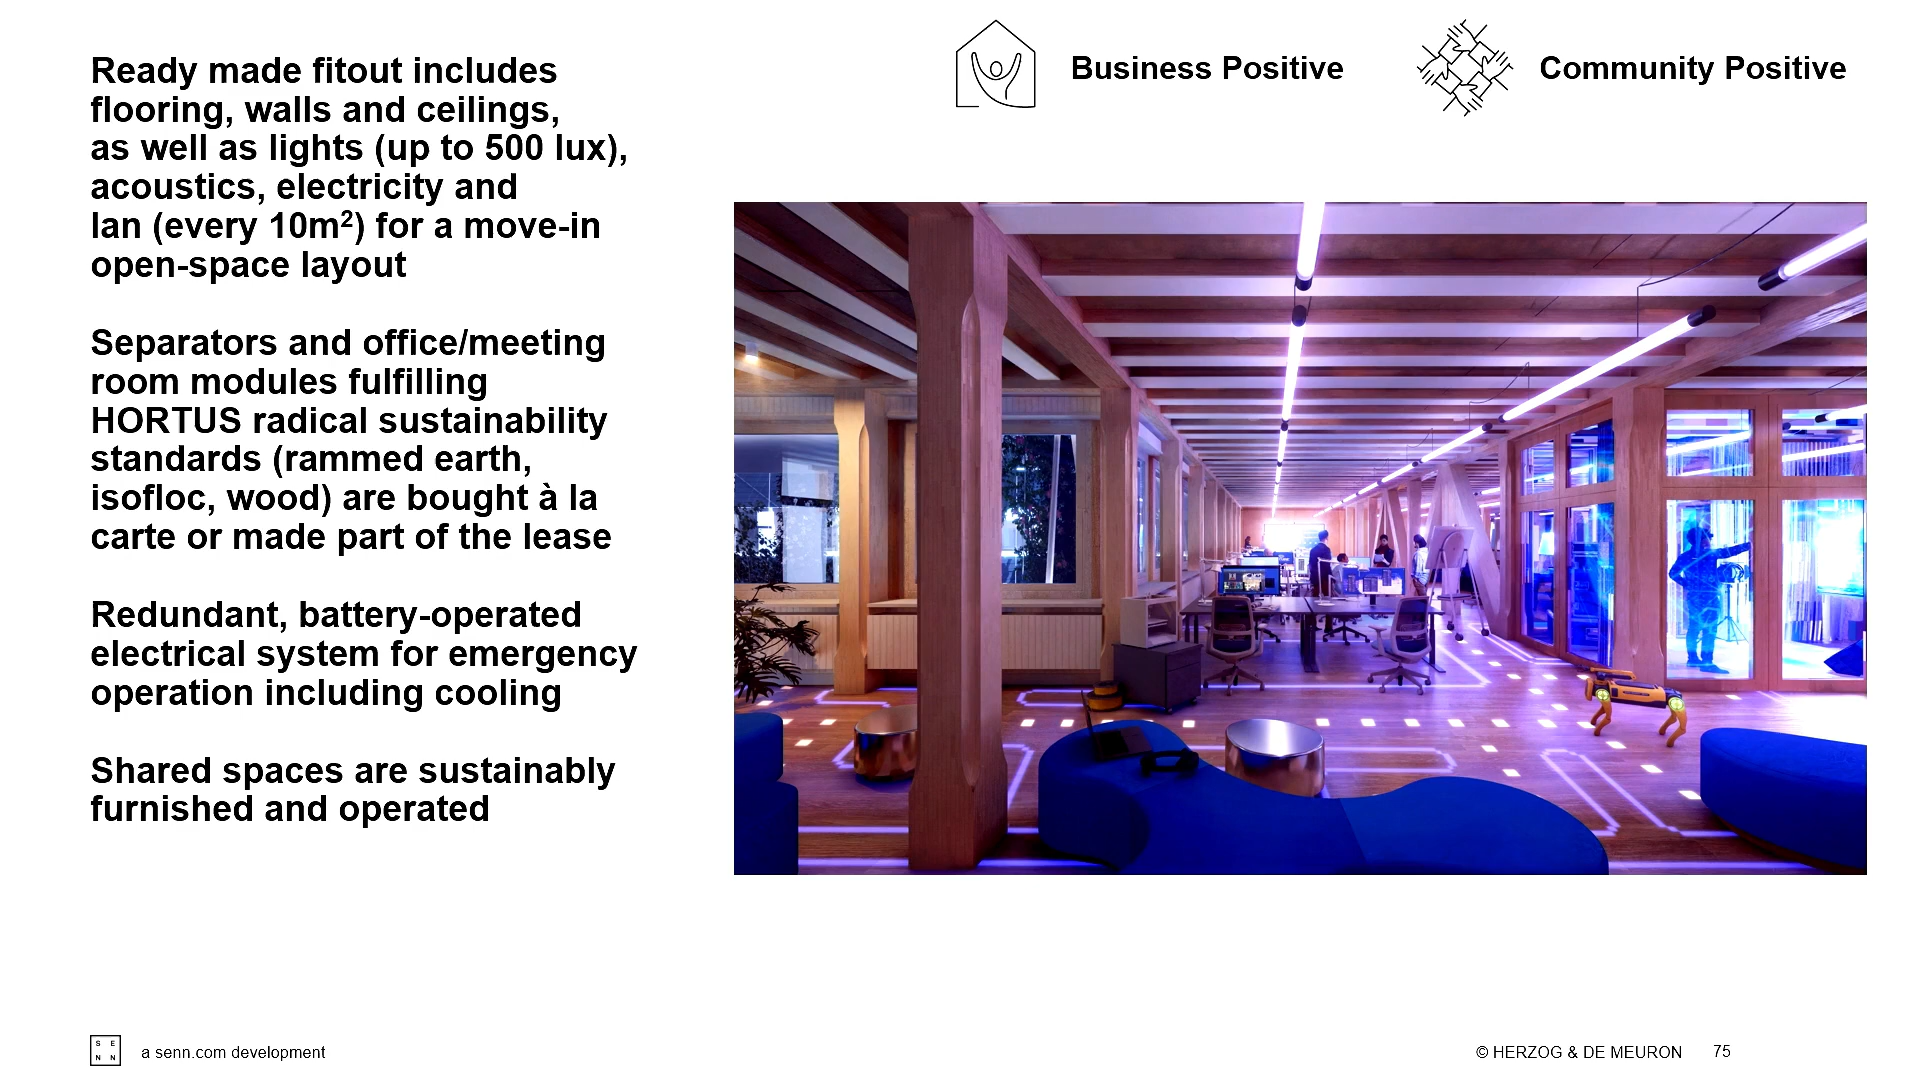 Business Positive
Community Positive
Ready made fitout includes
flooring, walls and ceilings,
as well as lights (up to 500 lux),
acoustics, electricity and
lan (every 10m²) for a move-in
open-space layout
Separators and office/meeting
room modules fulfilling
HORTUS radical sustainability
standards (rammed earth,
isofloc, wood) are bought à la
carte or made part of the lease
Redundant, battery-operated
electrical system for emergency
operation including cooling
Shared spaces are sustainably
furnished and operated
S E
N N
a senn.com development
© HERZOG & DE MEURON
75